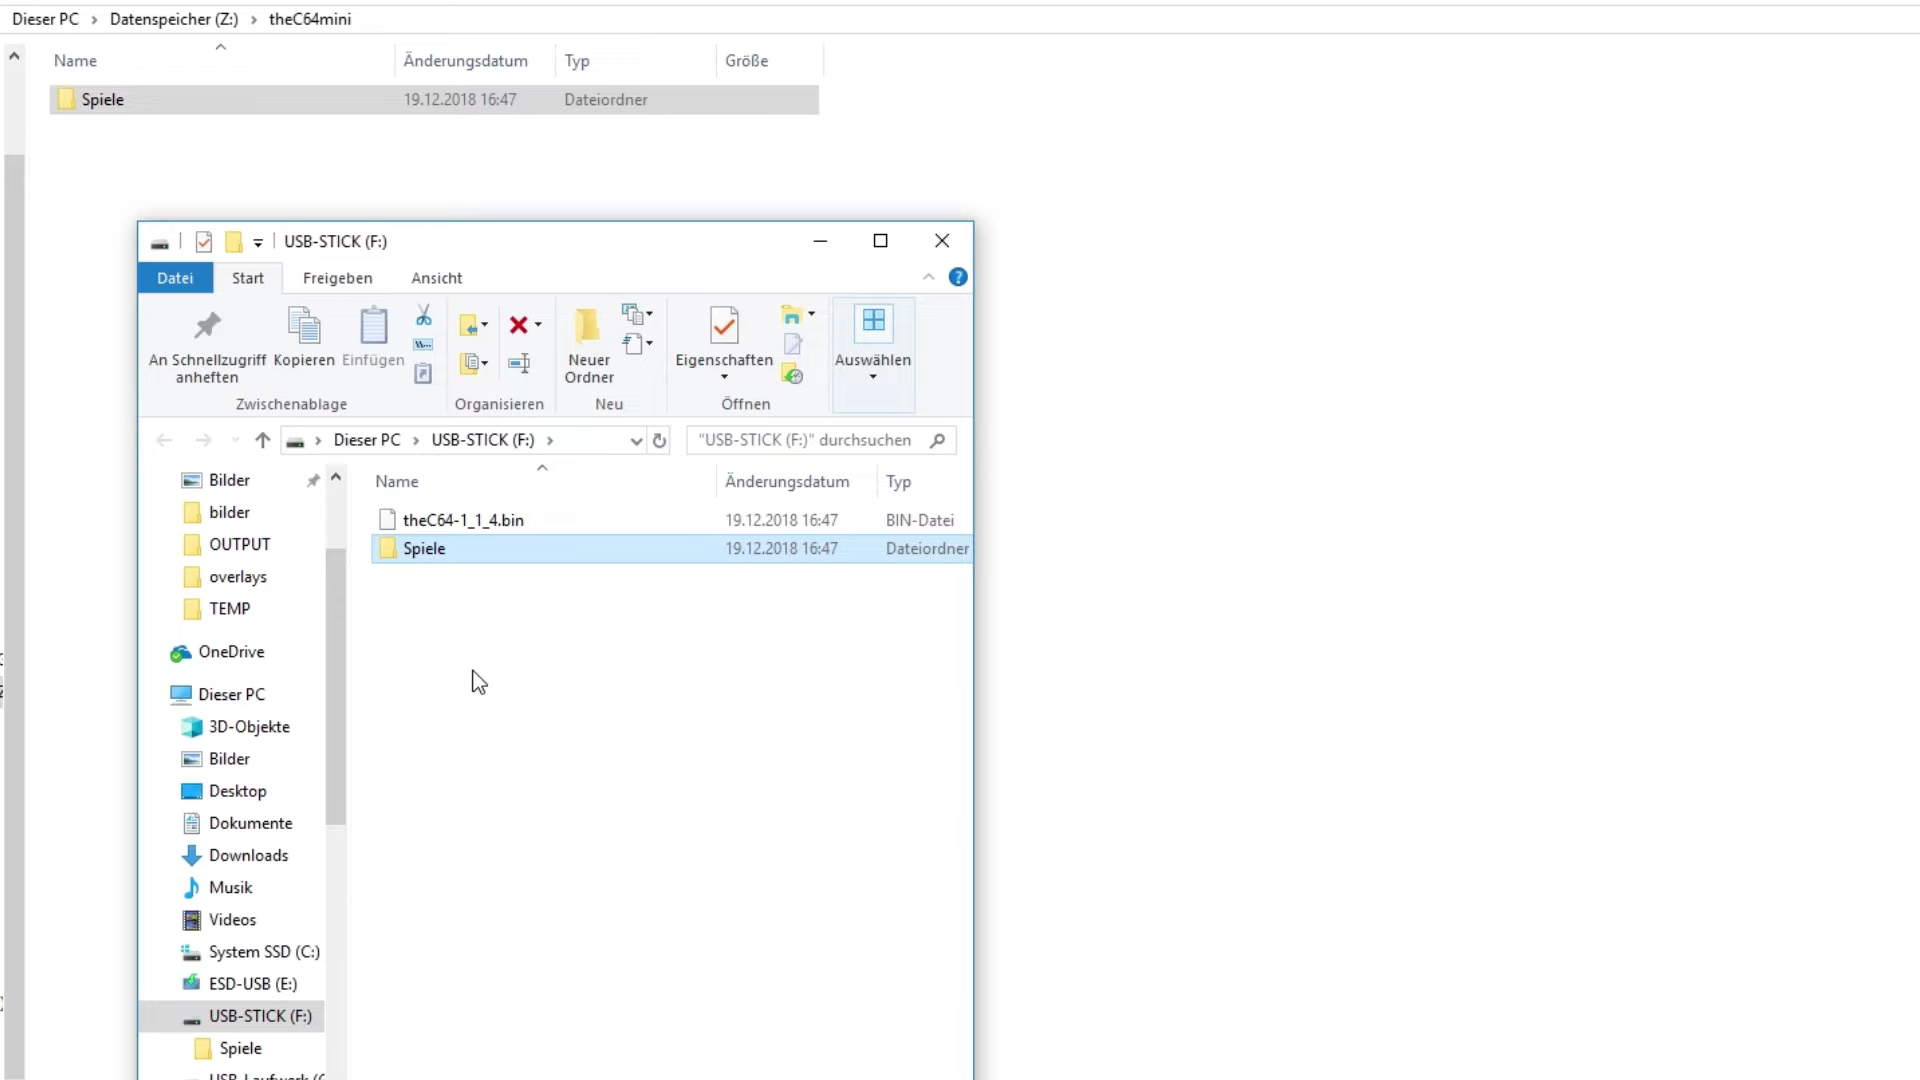 Dieser PC › Datenspeicher (Z:) › theC64mini
Name Änderungsdatum Typ Größe
Spiele 19.12.2018 16:47 Dateiordner
USB-STICK (F:)
Datei Start Freigeben Ansicht
An Schnellzugriff anheften
Kopieren
Einfügen
Neuer Ordner
Eigenschaften
Auswählen
Zwischenablage Organisieren Neu Öffnen
Dieser PC › USB-STICK (F:) ›
"USB-STICK (F:)" durchsuchen
Name Änderungsdatum Typ
theC64-1_1_4.bin 19.12.2018 16:47 BIN-Datei
Spiele 19.12.2018 16:47 Dateiordner
Bilder
bilder
OUTPUT
overlays
TEMP
OneDrive
Dieser PC
3D-Objekte
Bilder
Desktop
Dokumente
Downloads
Musik
Videos
System SSD (C:)
ESD-USB (E:)
USB-STICK (F:)
Spiele
USB-Laufwerk